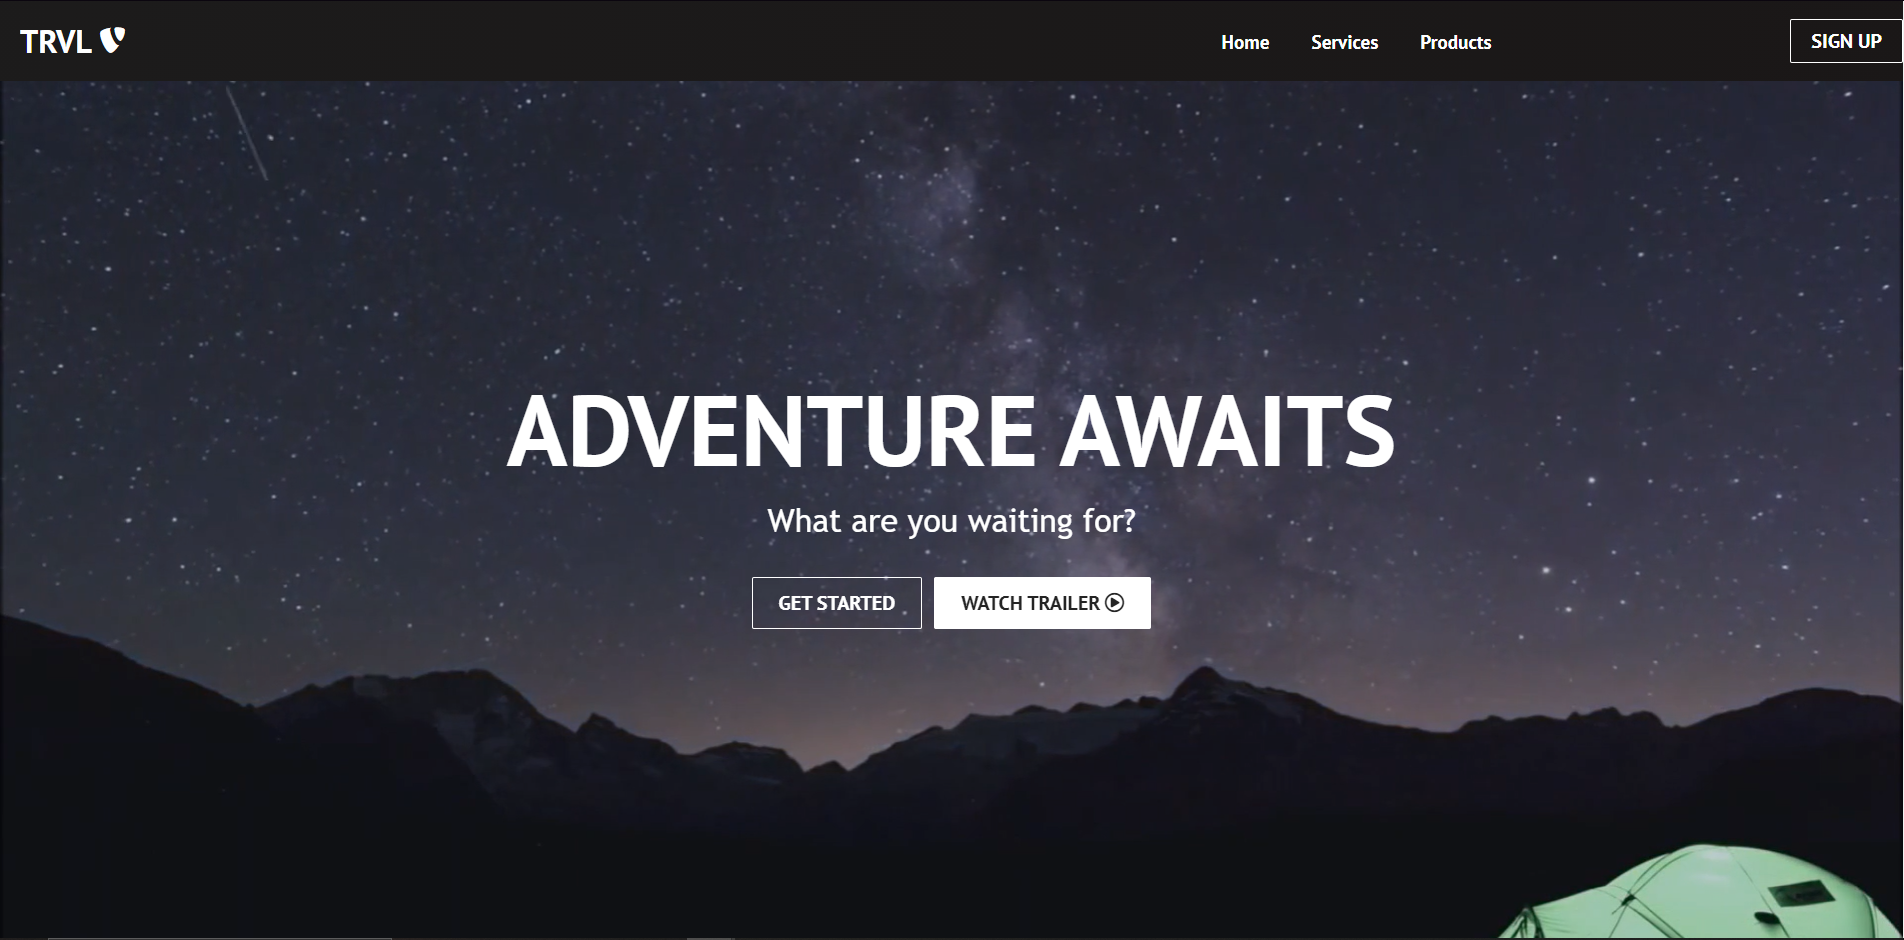 TRVL
Home Services Products
SIGN UP
ADVENTURE AWAITS
What are you waiting for?
GET STARTED
WATCH TRAILER